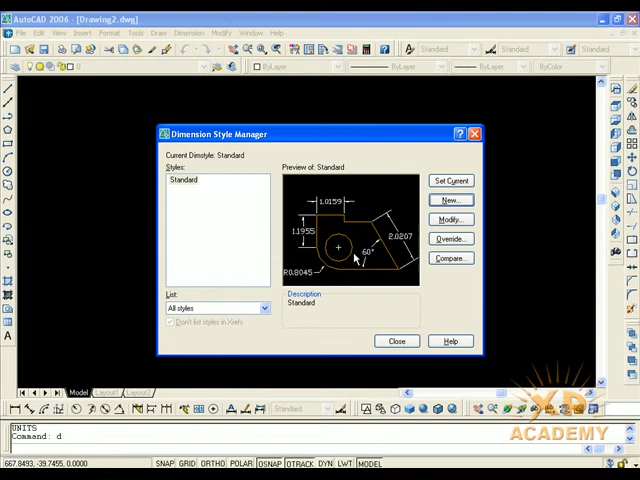 AutoCAD 2006 - [Drawing2.dwg]
File Edit View Insert Format Tools Draw Dimension Modify Window Help
Standard Standard Standard
0 ByLayer ByLayer ByLayer ByColor
Dimension Style Manager
Current Dimstyle: Standard
Styles:
Standard
Preview of: Standard
1.0159
1.1955
2.0207
60°
R0.8045
Set Current
New...
Modify...
Override...
Compare...
List:
All styles
Don't list styles in Xrefs
Description
Standard
Close
Help
Model Layout1 Layout2
Standard
XD
ACADEMY
UNITS
Command: d
667.8493, -39.7455, 0.0000
SNAP GRID ORTHO POLAR OSNAP OTRACK DYN LWT MODEL